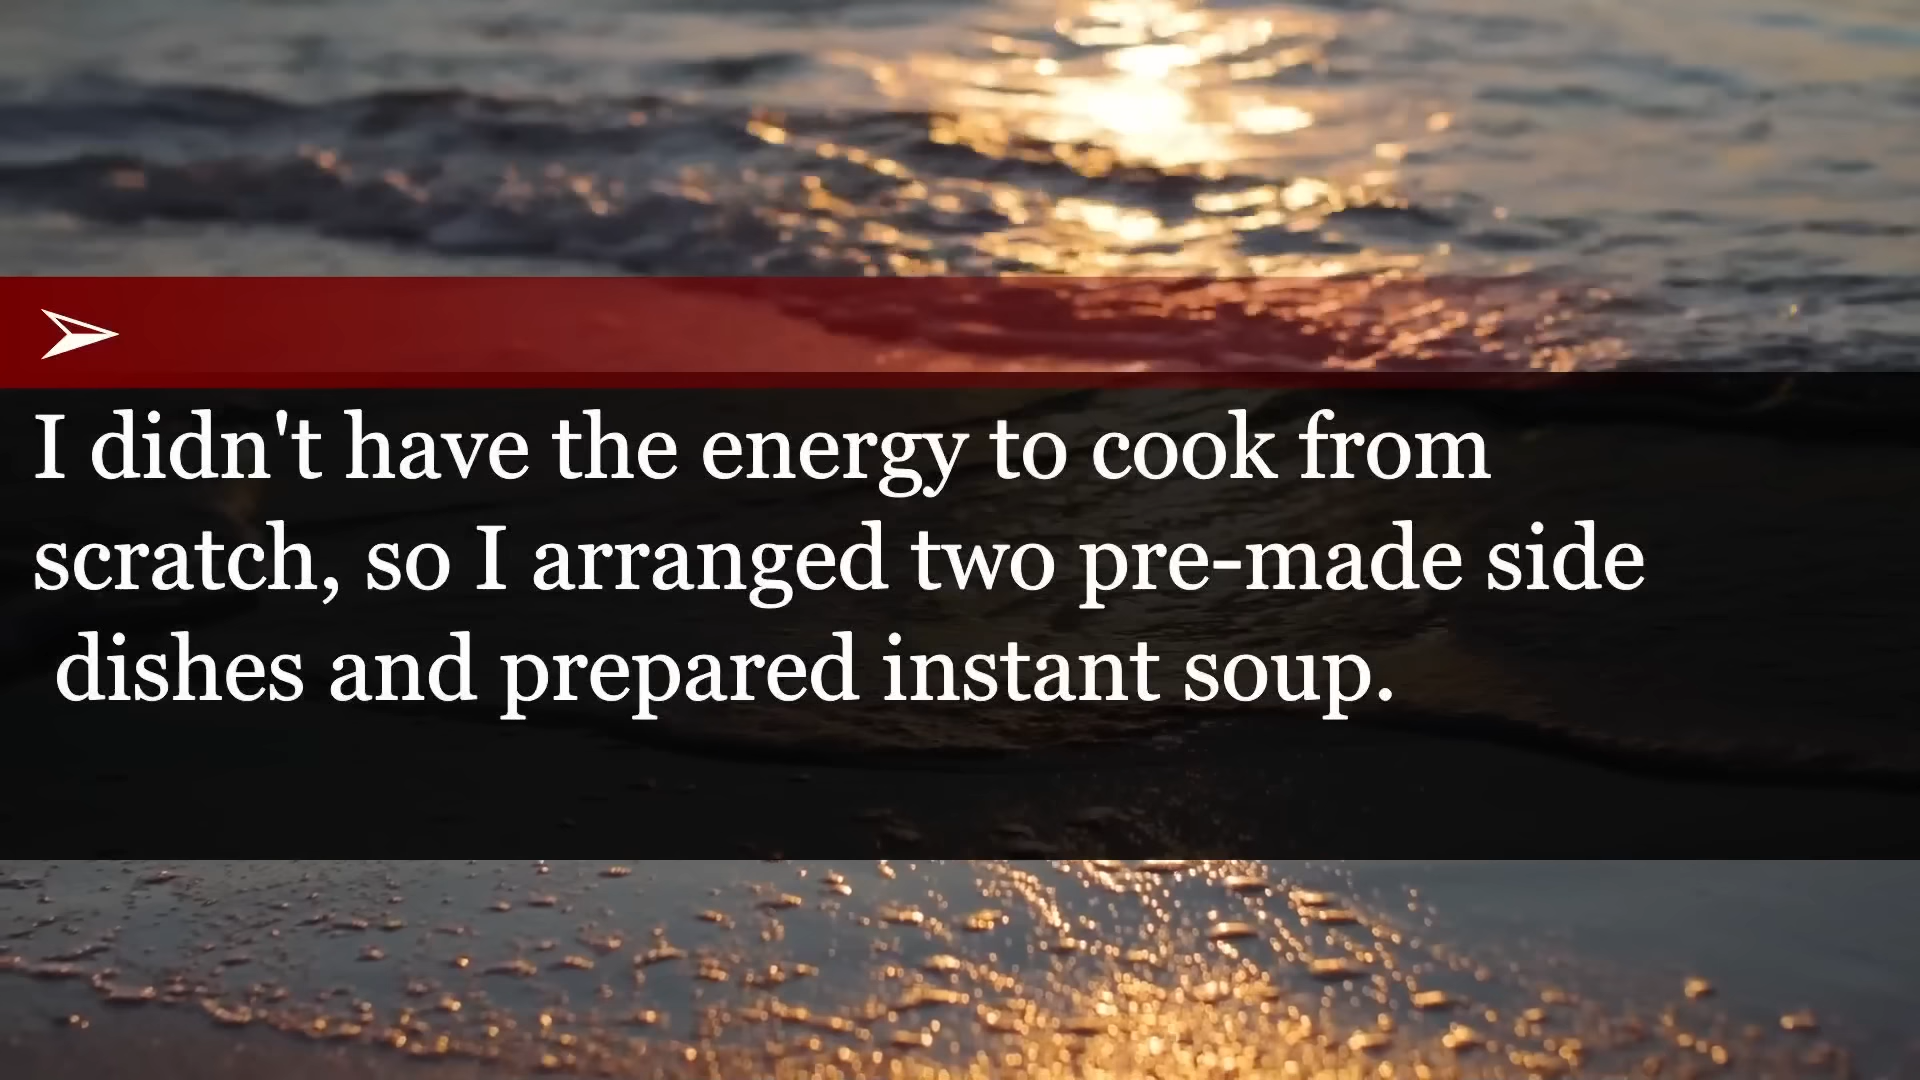 I didn't have the energy to cook from
scratch, so I arranged two pre-made side
dishes and prepared instant soup.